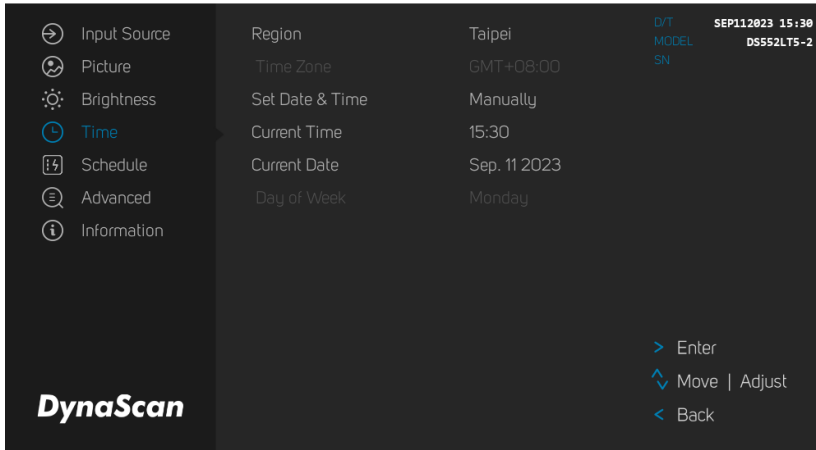 Input Source
Picture
Brightness
Time
Schedule
Advanced
Information
DynaScan
Region Taipei
Time Zone GMT+08:00
Set Date & Time Manually
Current Time 15:30
Current Date Sep. 11 2023
Day of Week Monday
D/T SEP112023 15:30
MODEL DS552LT5-2
SN
> Enter
Move | Adjust
< Back